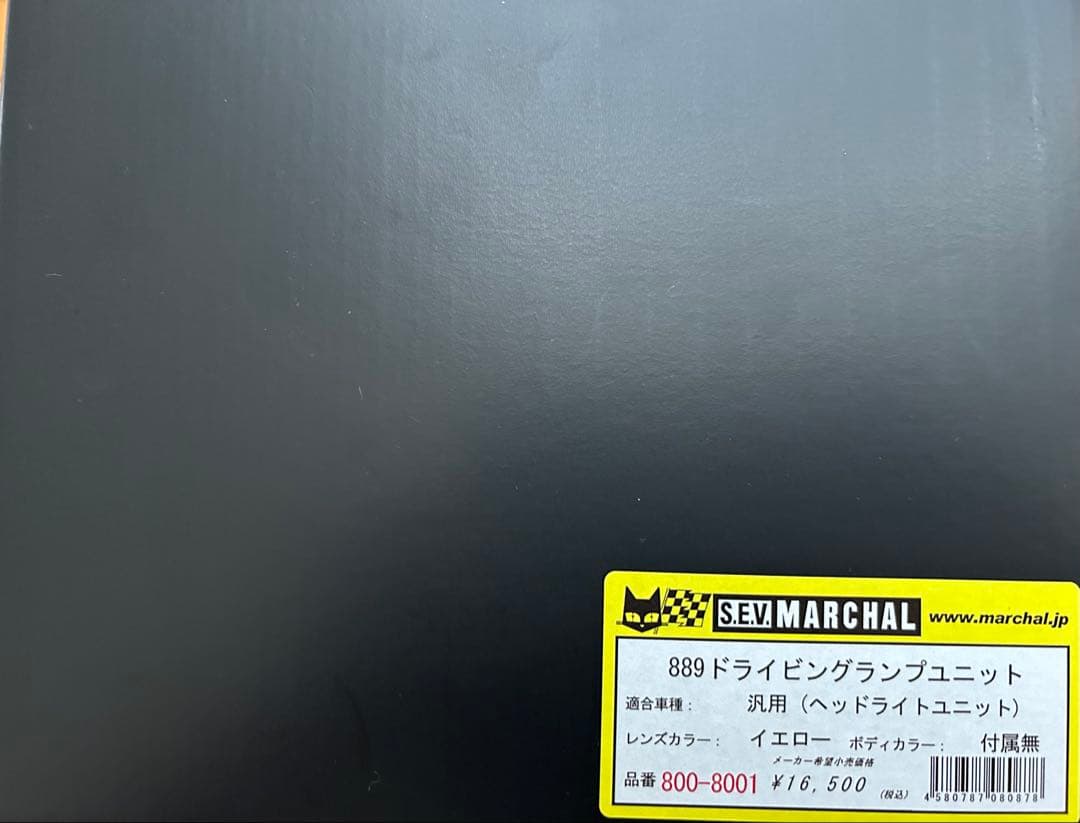 S.E.V. MARCHAL www.marchal.jp
889ドライビングランプユニット
適合車種： 汎用（ヘッドライトユニット）
レンズカラー： イエロー ボディカラー： 付属無
メーカー希望小売価格
品番 800-8001 ¥16,500 (税込)
4 580787 080878